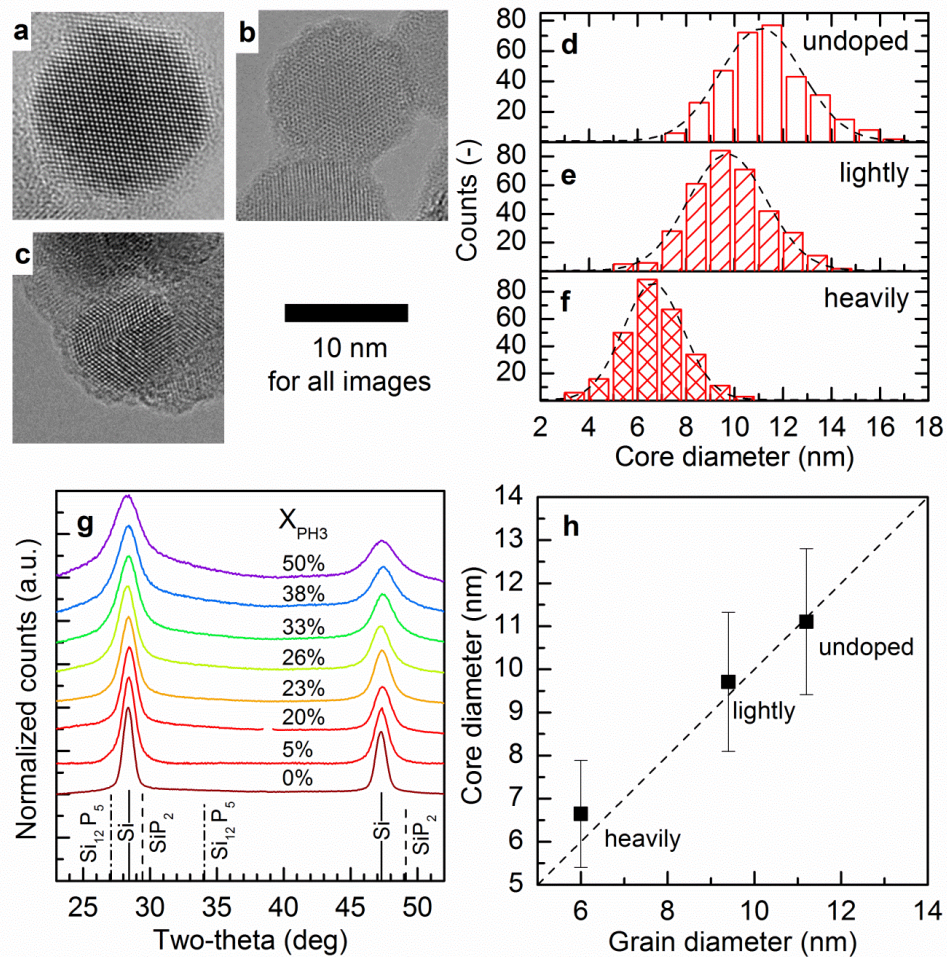 a
b
c
10 nm
for all images
d
undoped
e
lightly
f
heavily
80
60
40
20
80
60
40
20
80
60
40
20
Counts (-)
2 4 6 8 10 12 14 16 18
Core diameter (nm)
g
X_PH3
50%
38%
33%
26%
23%
20%
5%
0%
Si12P5
Si
SiP2
Si12P5
Si
SiP2
Normalized counts (a.u.)
25 30 35 40 45 50
Two-theta (deg)
h
14
13
12
11
10
9
8
7
6
5
Core diameter (nm)
undoped
lightly
heavily
6 8 10 12 14
Grain diameter (nm)